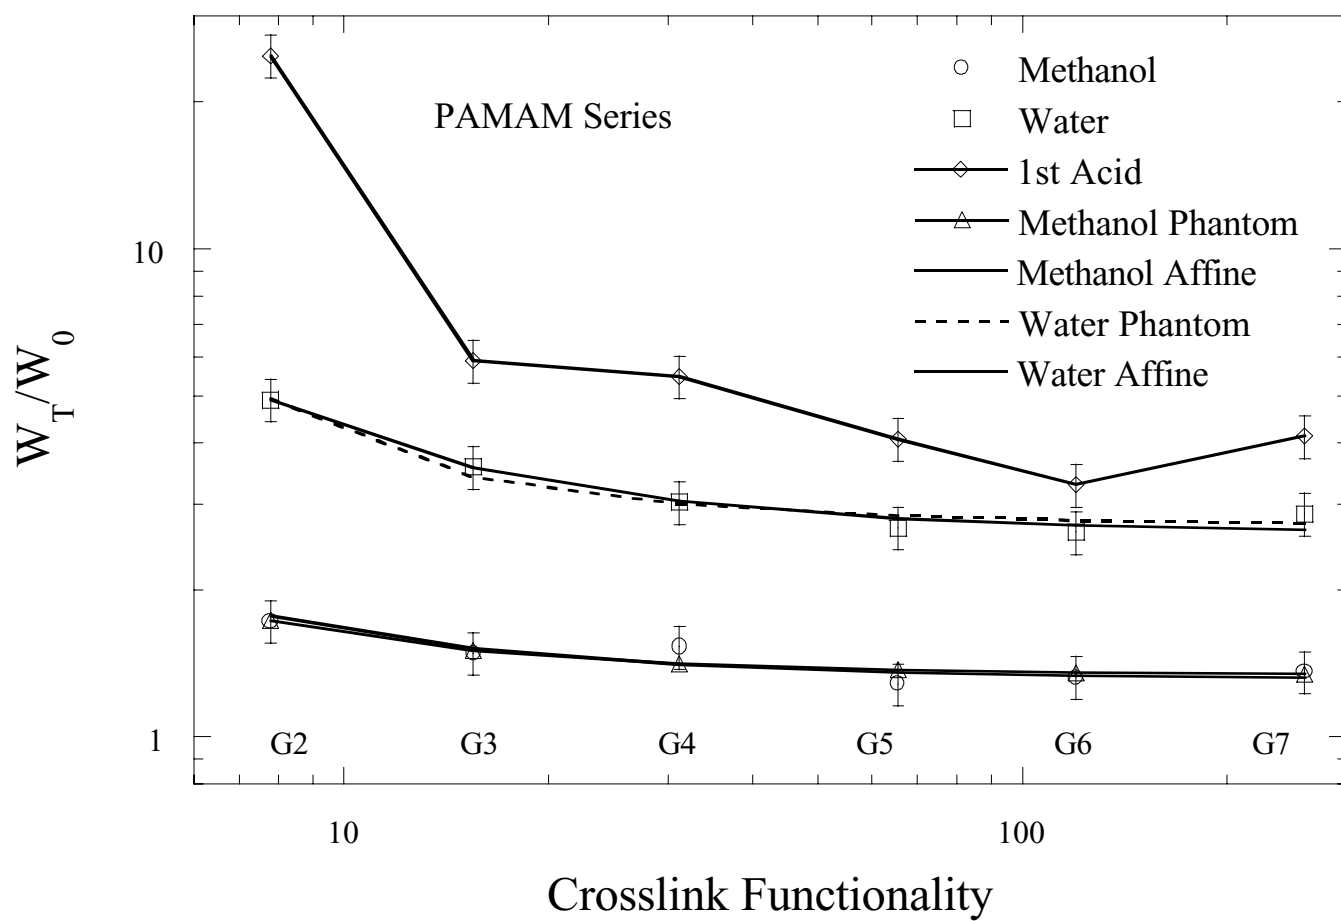 PAMAM Series
Methanol
Water
1st Acid
Methanol Phantom
Methanol Affine
Water Phantom
Water Affine
10
1
W_T/W_0
G2 G3 G4 G5 G6 G7
10 100
Crosslink Functionality